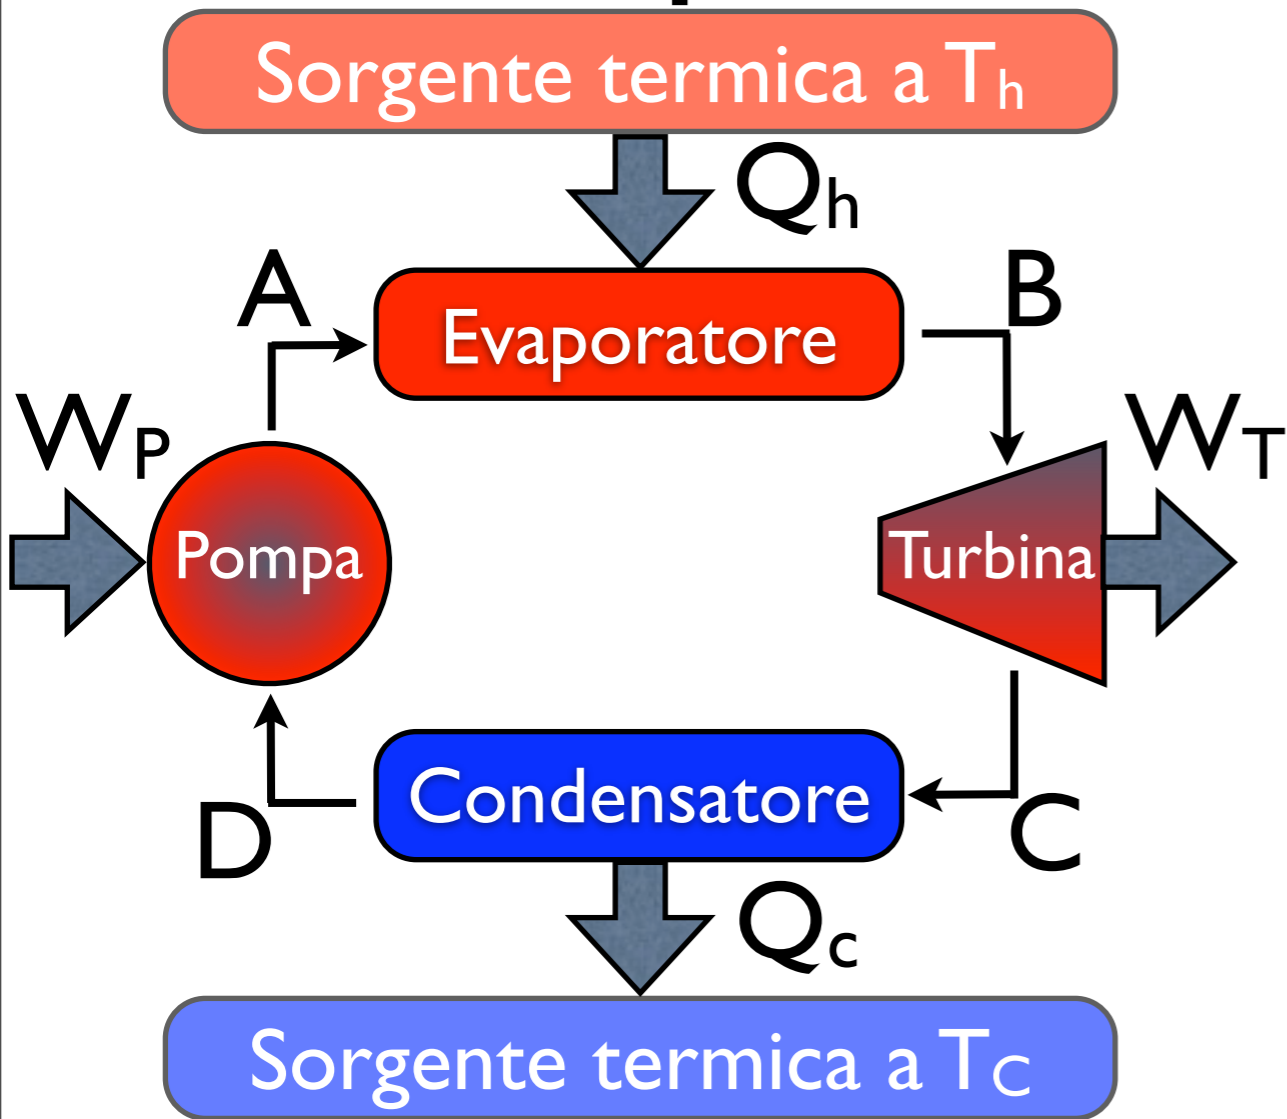 Sorgente termica a Th
Qh
A
Evaporatore
B
WP
WT
Pompa
Turbina
Condensatore
D
C
Qc
Sorgente termica a TC